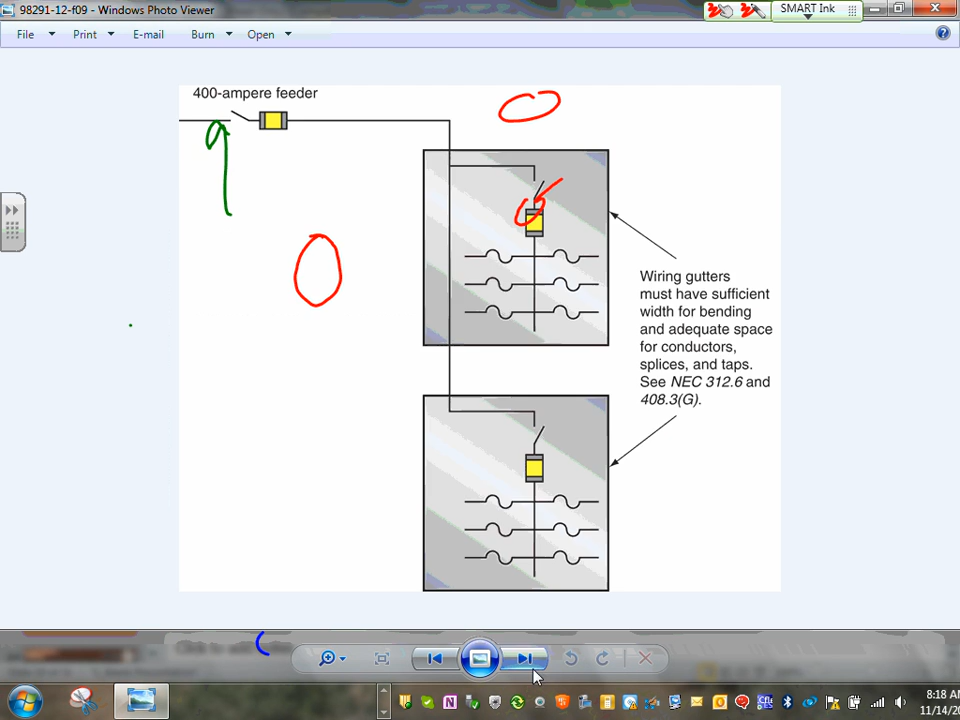 98291-12-f09 - Windows Photo Viewer
SMART Ink
File Print E-mail Burn Open
400-ampere feeder
Wiring gutters
must have sufficient
width for bending
and adequate space
for conductors,
splices, and taps.
See NEC 312.6 and
408.3(G).
8:18 AM